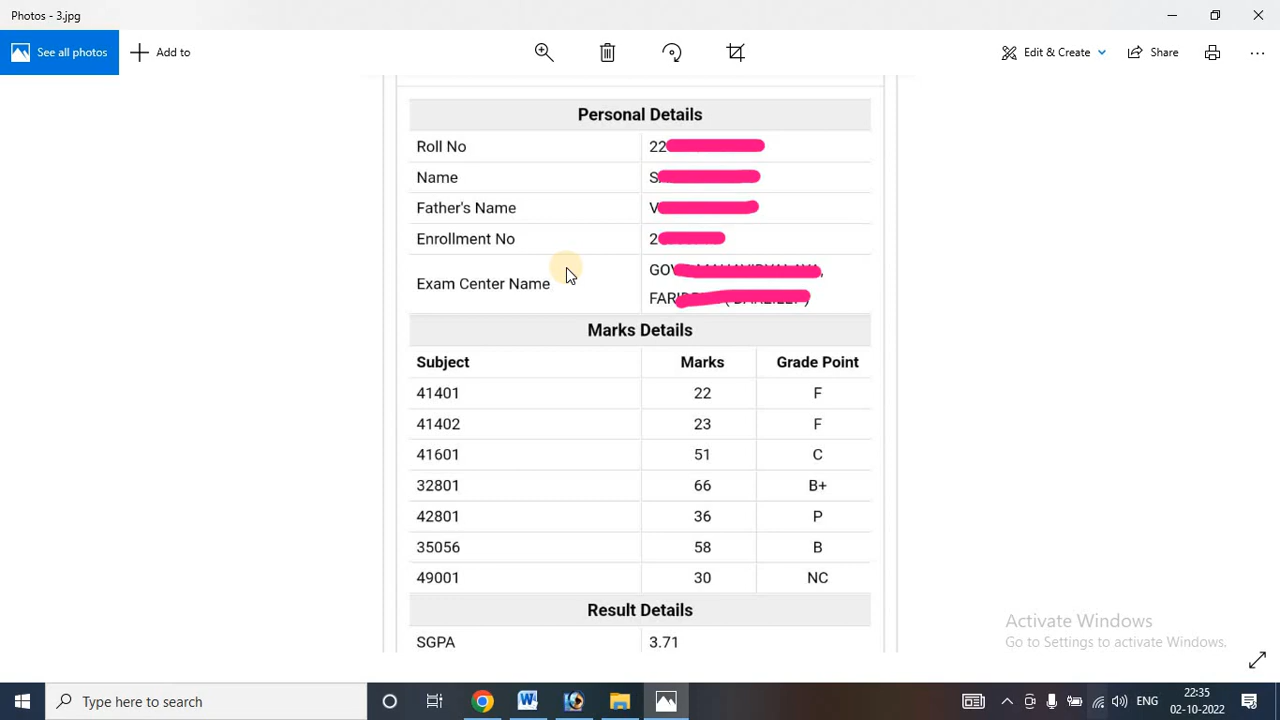 Photos - 3.jpg
See all photos
Add to
Edit & Create
Share
Personal Details
Roll No 22
Name S
Father's Name V
Enrollment No 2
Exam Center Name GOV
FAR
Marks Details
Subject Marks Grade Point
41401 22 F
41402 23 F
41601 51 C
32801 66 B+
42801 36 P
35056 58 B
49001 30 NC
Result Details
SGPA 3.71
Activate Windows
Go to Settings to activate Windows.
Type here to search
ENG
22:35
02-10-2022